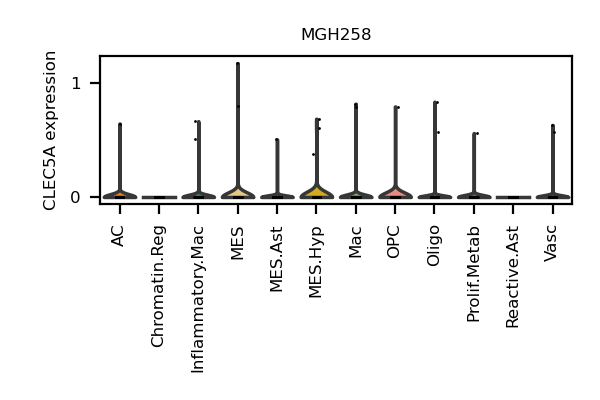 MGH258
CLEC5A expression
1
0
AC
Chromatin.Reg
Inflammatory.Mac
MES
MES.Ast
MES.Hyp
Mac
OPC
Oligo
Prolif.Metab
Reactive.Ast
Vasc